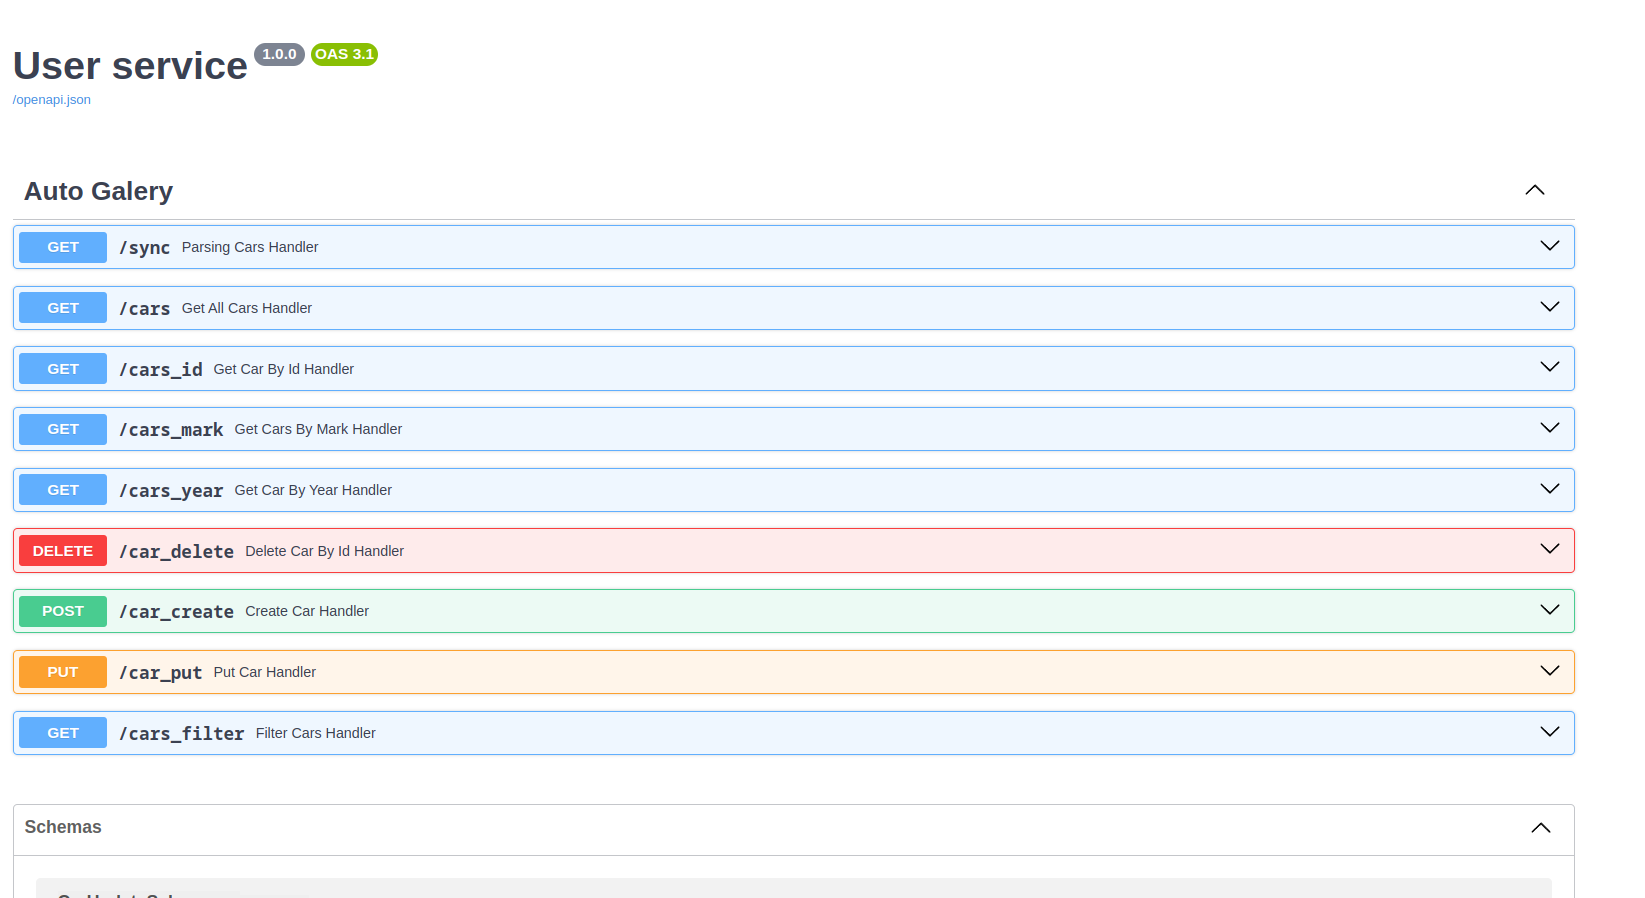 User service 1.0.0 OAS 3.1
/openapi.json
Auto Galery
GET /sync Parsing Cars Handler
GET /cars Get All Cars Handler
GET /cars_id Get Car By Id Handler
GET /cars_mark Get Cars By Mark Handler
GET /cars_year Get Car By Year Handler
DELETE /car_delete Delete Car By Id Handler
POST /car_create Create Car Handler
PUT /car_put Put Car Handler
GET /cars_filter Filter Cars Handler
Schemas